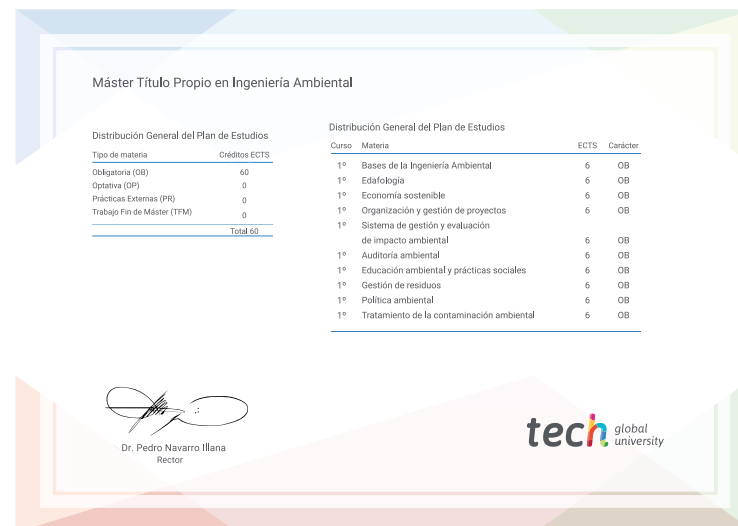 Máster Título Propio en Ingeniería Ambiental
Distribución General del Plan de Estudios
Tipo de materia Créditos ECTS
Obligatoria (OB) 60
Optativa (OP) 0
Prácticas Externas (PR) 0
Trabajo Fin de Máster (TFM) 0
Total 60
Distribución General del Plan de Estudios
Curso Materia ECTS Carácter
1º Bases de la Ingeniería Ambiental 6 OB
1º Edafología 6 OB
1º Economía sostenible 6 OB
1º Organización y gestión de proyectos 6 OB
1º Sistema de gestión y evaluación
de impacto ambiental 6 OB
1º Auditoría ambiental 6 OB
1º Educación ambiental y prácticas sociales 6 OB
1º Gestión de residuos 6 OB
1º Política ambiental 6 OB
1º Tratamiento de la contaminación ambiental 6 OB
Dr. Pedro Navarro Illana
Rector
tech global
university